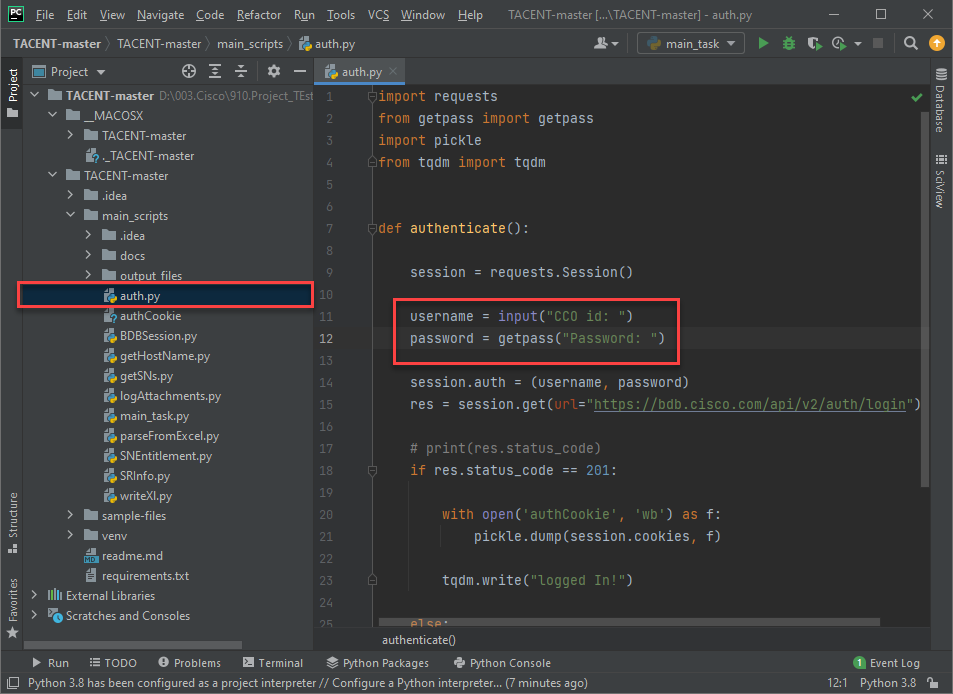 PC File Edit View Navigate Code Refactor Run Tools VCS Window Help TACENT-master [...\TACENT-master] - auth.py
TACENT-master TACENT-master main_scripts auth.py main_task
Project
auth.py
TACENT-master D:\003.Cisco\910.Project_TEst
__MACOSX
TACENT-master
._TACENT-master
TACENT-master
.idea
main_scripts
.idea
docs
output_files
auth.py
authCookie
BDBSession.py
getHostName.py
getSNs.py
logAttachments.py
main_task.py
parseFromExcel.py
SNEntitlement.py
SRInfo.py
writeXl.py
sample-files
venv
MD readme.md
requirements.txt
External Libraries
Scratches and Consoles
Project
Structure
Favorites
1 import requests
2 from getpass import getpass
3 import pickle
4 from tqdm import tqdm
5
6
7 def authenticate():
8
9 session = requests.Session()
10
11 username = input("CCO id: ")
12 password = getpass("Password: ")
13
14 session.auth = (username, password)
15 res = session.get(url="https://bdb.cisco.com/api/v2/auth/login")
16
17 # print(res.status_code)
18 if res.status_code == 201:
19
20 with open('authCookie', 'wb') as f:
21 pickle.dump(session.cookies, f)
22
23 tqdm.write("logged In!")
24
25 else:
authenticate()
Database
SciView
Run TODO Problems Terminal Python Packages Python Console 1 Event Log
Python 3.8 has been configured as a project interpreter // Configure a Python interpreter... (7 minutes ago) 12:1 Python 3.8